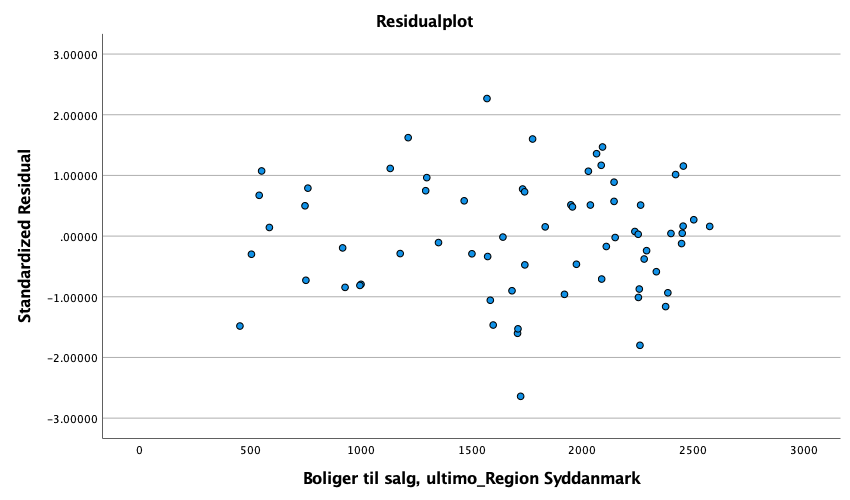 Residualplot
3.00000
2.00000
1.00000
.00000
-1.00000
-2.00000
-3.00000
Standardized Residual
0 500 1000 1500 2000 2500 3000
Boliger til salg, ultimo_Region Syddanmark